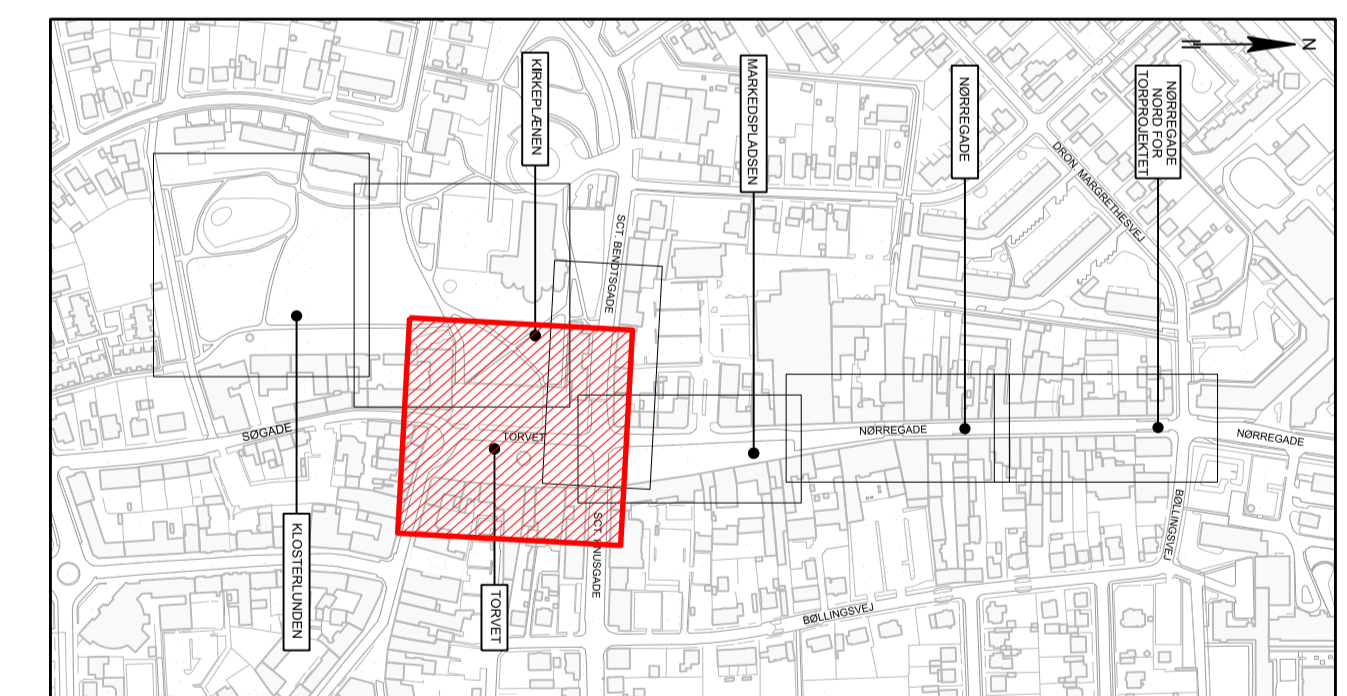 N
KIRKEPLÆNEN
MARKEDSPLADSEN
NØRREGADE
NØRREGADE
NORD FOR
TORPROJEKTET
DRON. MARGRETHESVEJ
SCT. BENDTSGADE
SØGADE
TORVET
NØRREGADE
NØRREGADE
BØLLINGSVEJ
SCT. KNUSGADE
KLOSTERLUNDEN
TORVET
BØLLINGSVEJ